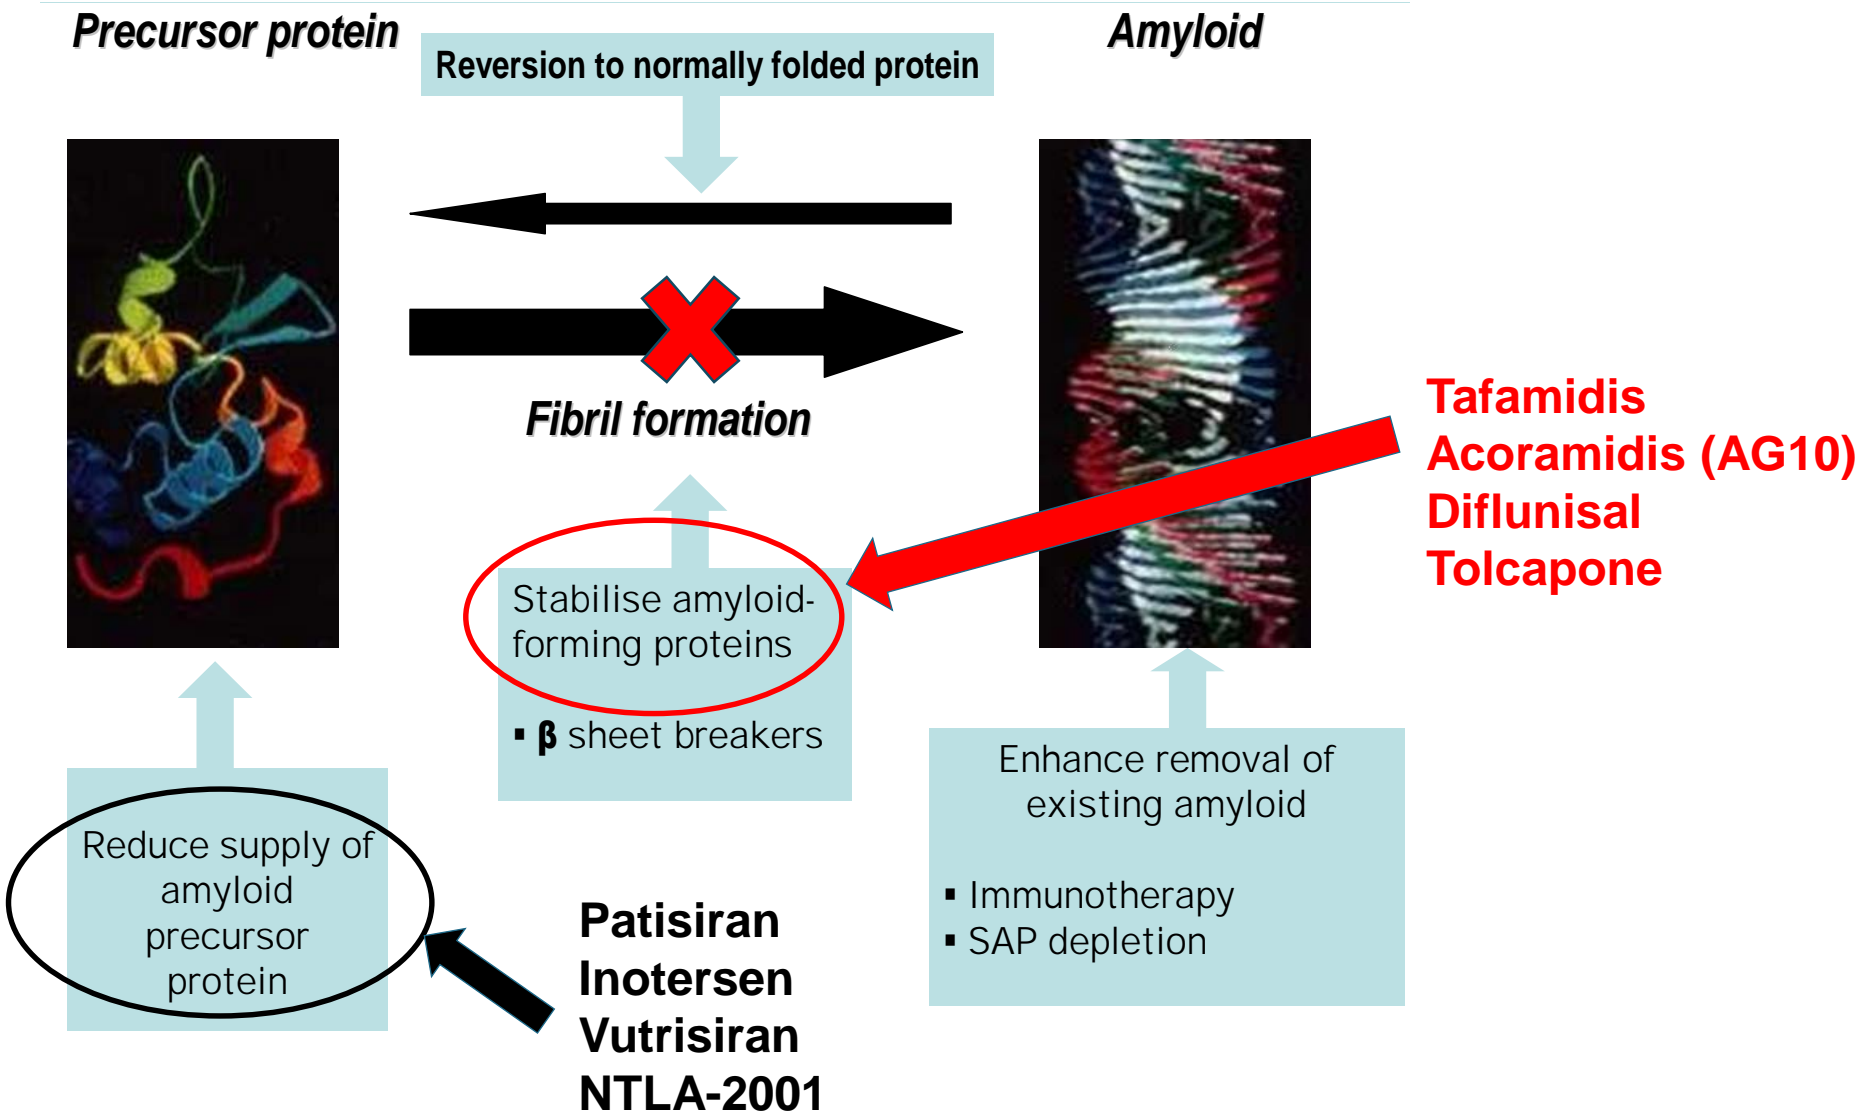 Precursor protein
Amyloid
Reversion to normally folded protein
Fibril formation
Tafamidis
Acoramidis (AG10)
Diflunisal
Tolcapone
Stabilise amyloid-
forming proteins
▪ β sheet breakers
Enhance removal of
existing amyloid
▪ Immunotherapy
▪ SAP depletion
Reduce supply of
amyloid
precursor
protein
Patisiran
Inotersen
Vutrisiran
NTLA-2001